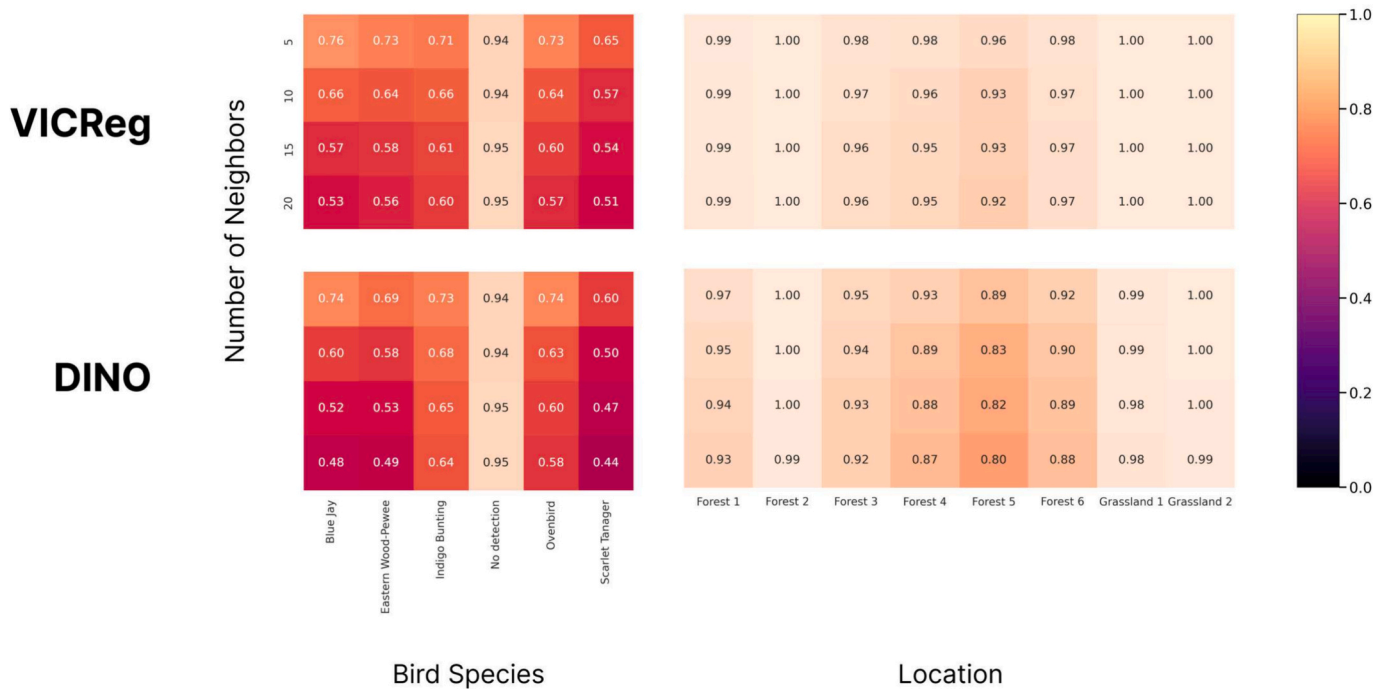 VICReg
Number of Neighbors
5 0.76 0.73 0.71 0.94 0.73 0.65 0.99 1.00 0.98 0.98 0.96 0.98 1.00 1.00
10 0.66 0.64 0.66 0.94 0.64 0.57 0.99 1.00 0.97 0.96 0.93 0.97 1.00 1.00
15 0.57 0.58 0.61 0.95 0.60 0.54 0.99 1.00 0.96 0.95 0.93 0.97 1.00 1.00
20 0.53 0.56 0.60 0.95 0.57 0.51 0.99 1.00 0.96 0.95 0.92 0.97 1.00 1.00
DINO
0.74 0.69 0.73 0.94 0.74 0.60 0.97 1.00 0.95 0.93 0.89 0.92 0.99 1.00
0.60 0.58 0.68 0.94 0.63 0.50 0.95 1.00 0.94 0.89 0.83 0.90 0.99 1.00
0.52 0.53 0.65 0.95 0.60 0.47 0.94 1.00 0.93 0.88 0.82 0.89 0.98 1.00
0.48 0.49 0.64 0.95 0.58 0.44 0.93 0.99 0.92 0.87 0.80 0.88 0.98 0.99
Blue Jay
Eastern Wood-Pewee
Indigo Bunting
No detection
Ovenbird
Scarlet Tanager
Forest 1 Forest 2 Forest 3 Forest 4 Forest 5 Forest 6 Grassland 1 Grassland 2
Bird Species
Location
1.0
0.8
0.6
0.4
0.2
0.0